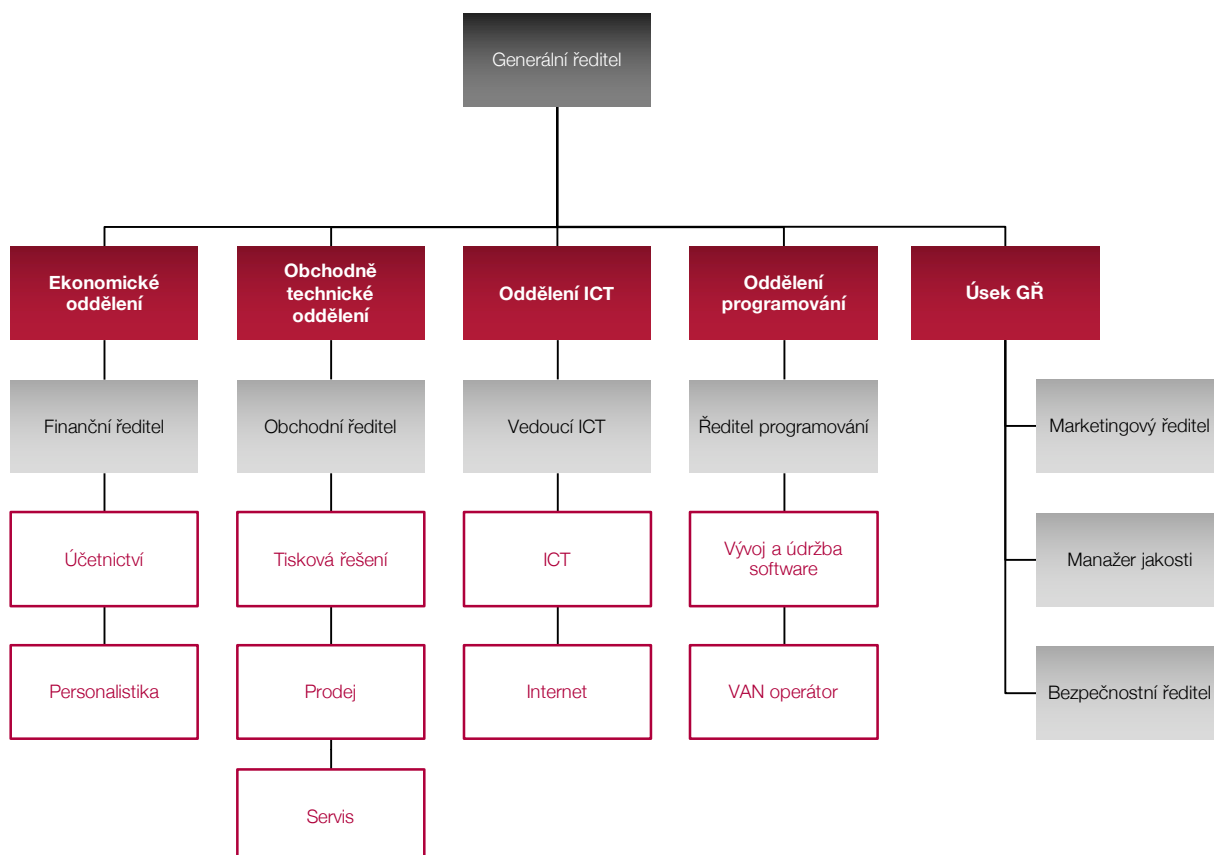 Generální ředitel
Ekonomické
oddělení
Obchodně
technické
oddělení
Oddělení ICT
Oddělení
programování
Úsek GŘ
Finanční ředitel
Obchodní ředitel
Vedoucí ICT
Ředitel programování
Marketingový ředitel
Účetnictví
Tisková řešení
ICT
Vývoj a údržba
software
Manažer jakosti
Personalistika
Prodej
Internet
VAN operátor
Bezpečnostní ředitel
Servis